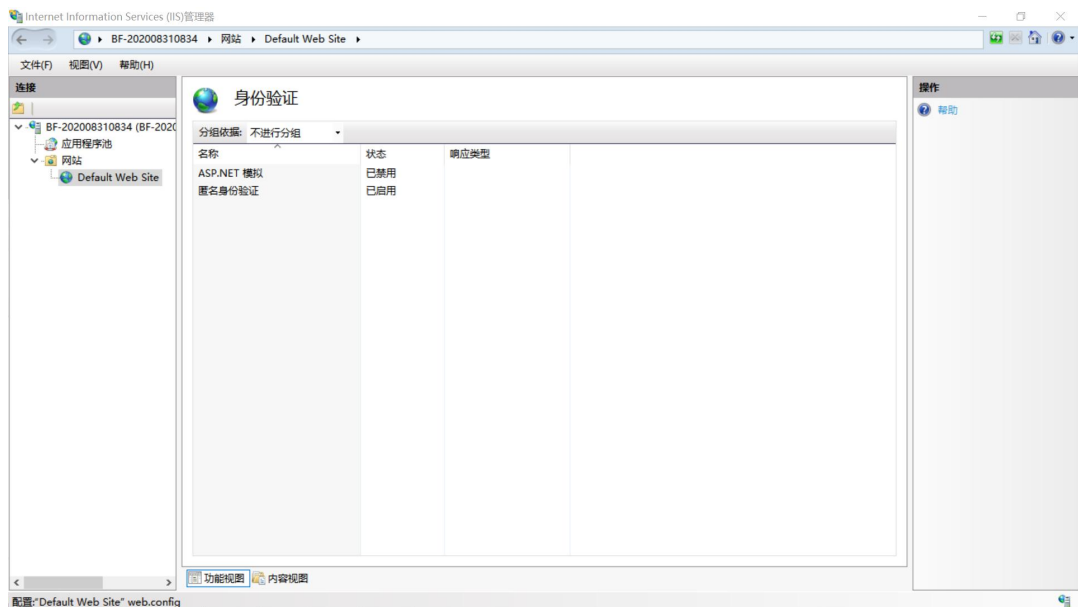 Internet Information Services (IIS)管理器
BF-202008310834 网站 Default Web Site
文件(F) 视图(V) 帮助(H)
连接
BF-202008310834 (BF-2020
应用程序池
网站
Default Web Site
身份验证
分组依据: 不进行分组
名称 状态 响应类型
ASP.NET 模拟 已禁用
匿名身份验证 已启用
功能视图 内容视图
操作
帮助
配置:"Default Web Site" web.config